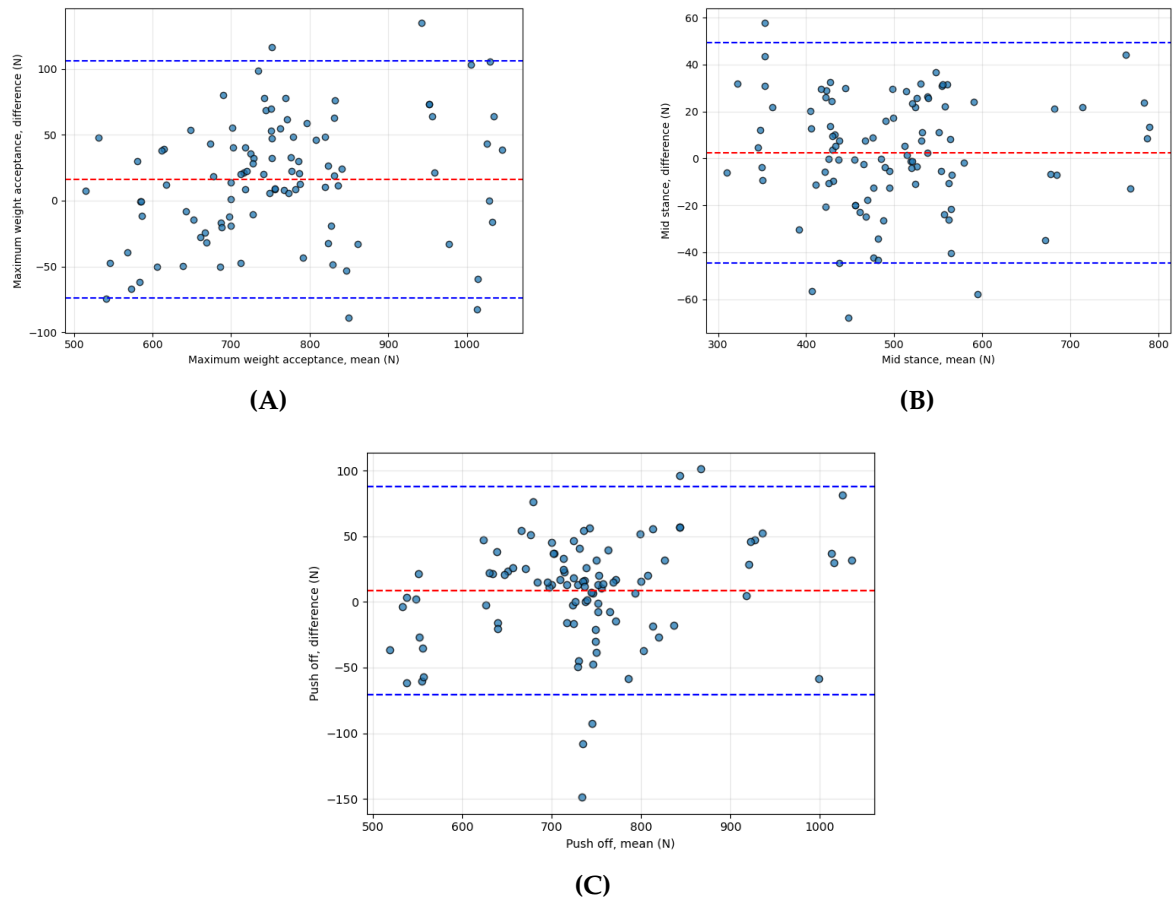 Maximum weight acceptance, difference (N)
100
50
0
−50
−100
500 600 700 800 900 1000
Maximum weight acceptance, mean (N)
(A)
Mid stance, difference (N)
60
40
20
0
−20
−40
−60
300 400 500 600 700 800
Mid stance, mean (N)
(B)
Push off, difference (N)
100
50
0
−50
−100
−150
500 600 700 800 900 1000
Push off, mean (N)
(C)